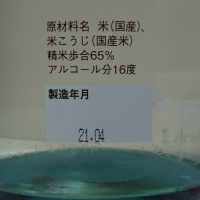 原材料名 米(国産)、
米こうじ(国産米)
精米歩合65%
アルコール分16度
製造年月
21.04